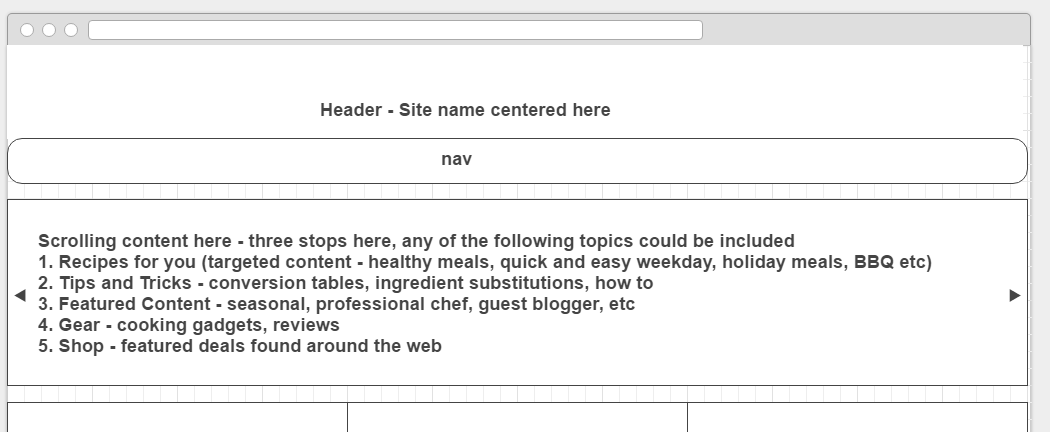 Header - Site name centered here
nav
Scrolling content here - three stops here, any of the following topics could be included
1. Recipes for you (targeted content - healthy meals, quick and easy weekday, holiday meals, BBQ etc)
2. Tips and Tricks - conversion tables, ingredient substitutions, how to
3. Featured Content - seasonal, professional chef, guest blogger, etc
4. Gear - cooking gadgets, reviews
5. Shop - featured deals found around the web